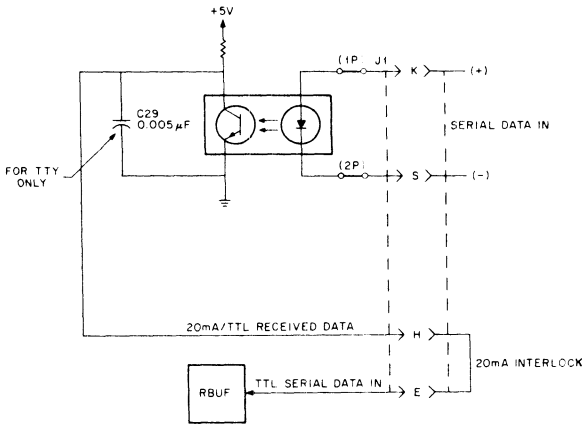 +5V
(1P
J1
K
(+)
C29
0.005µF
SERIAL DATA IN
FOR TTY
ONLY
(2P)
S
(-)
20mA/TTL RECEIVED DATA
H
20mA INTERLOCK
RBUF
TTL SERIAL DATA IN
E